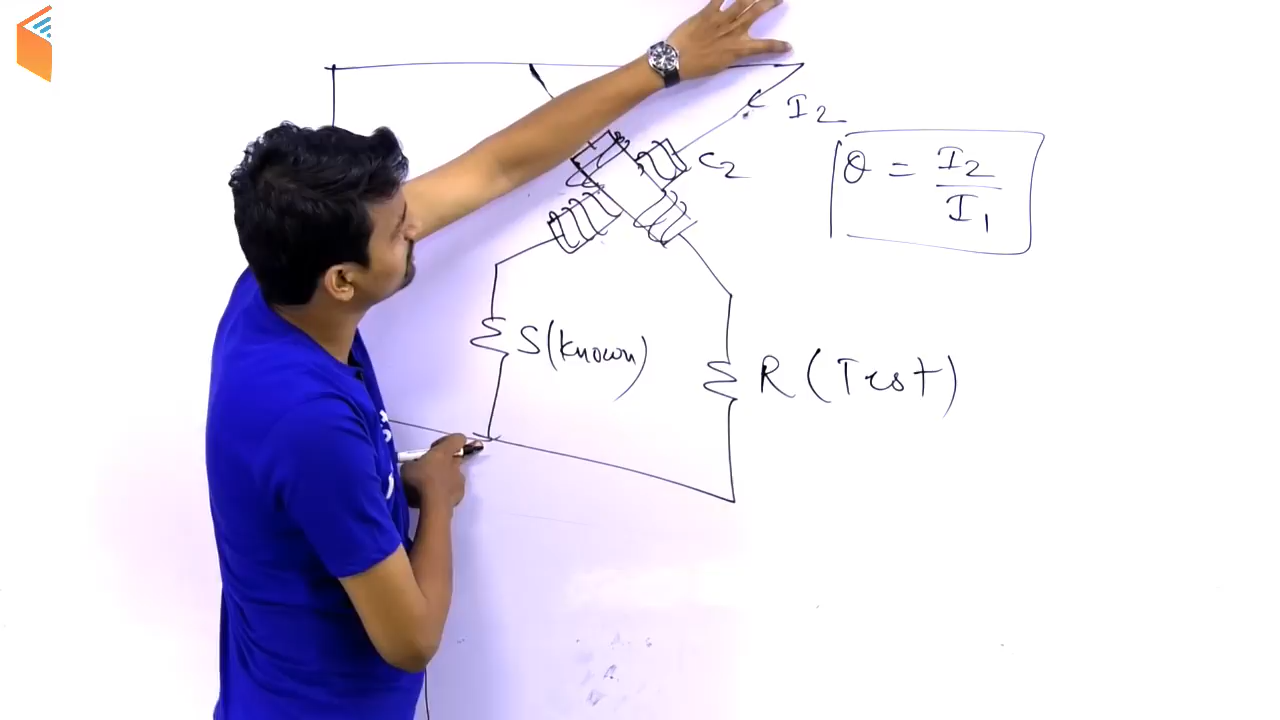 I2
C2
θ = I2/I1
S(known)
R (Test)